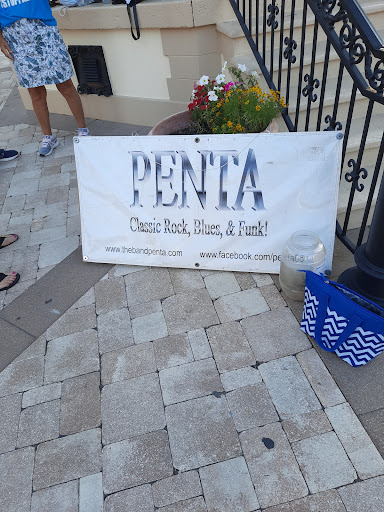 PENTA
Classic Rock, Blues, & Funk!
www.thebandpenta.com